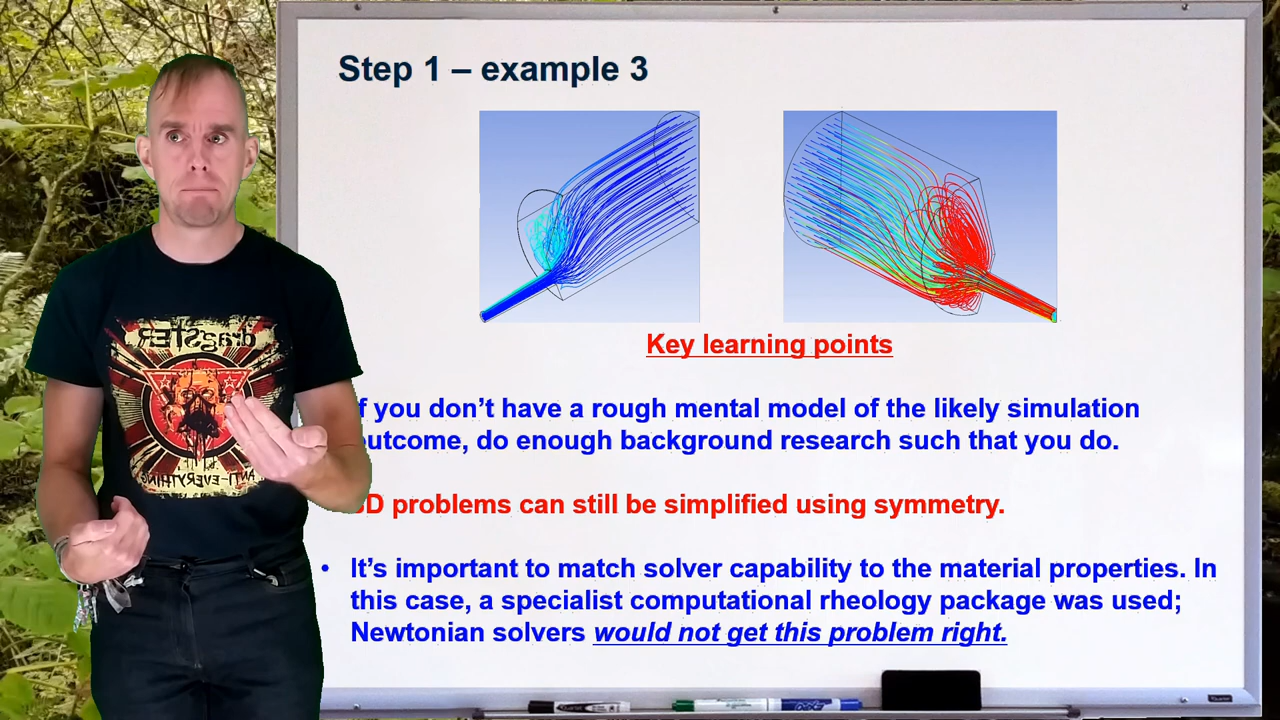 Step 1 – example 3
Key learning points
f you don’t have a rough mental model of the likely simulation
utcome, do enough background research such that you do.
D problems can still be simplified using symmetry.
• It’s important to match solver capability to the material properties. In
this case, a specialist computational rheology package was used;
Newtonian solvers would not get this problem right.
dragster
ANTI-EVERYTHING